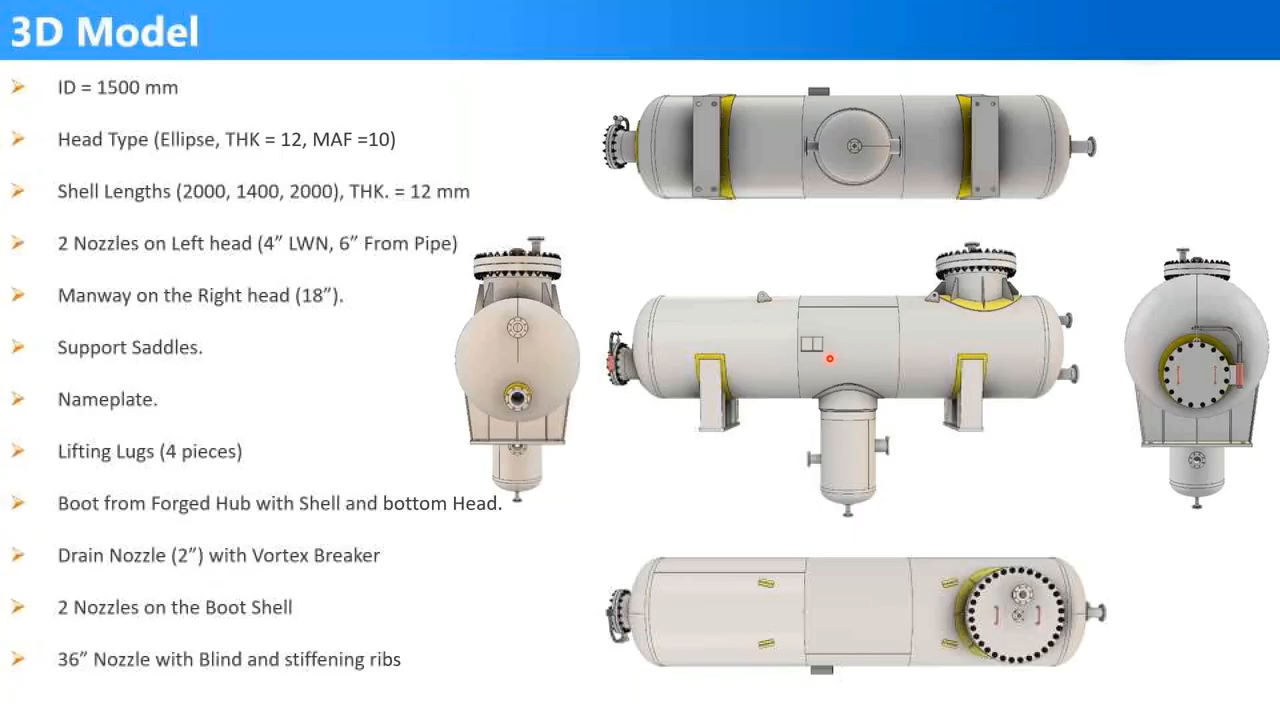 3D Model
ID = 1500 mm
Head Type (Ellipse, THK = 12, MAF =10)
Shell Lengths (2000, 1400, 2000), THK. = 12 mm
2 Nozzles on Left head (4” LWN, 6” From Pipe)
Manway on the Right head (18”).
Support Saddles.
Nameplate.
Lifting Lugs (4 pieces)
Boot from Forged Hub with Shell and bottom Head.
Drain Nozzle (2”) with Vortex Breaker
2 Nozzles on the Boot Shell
36” Nozzle with Blind and stiffening ribs